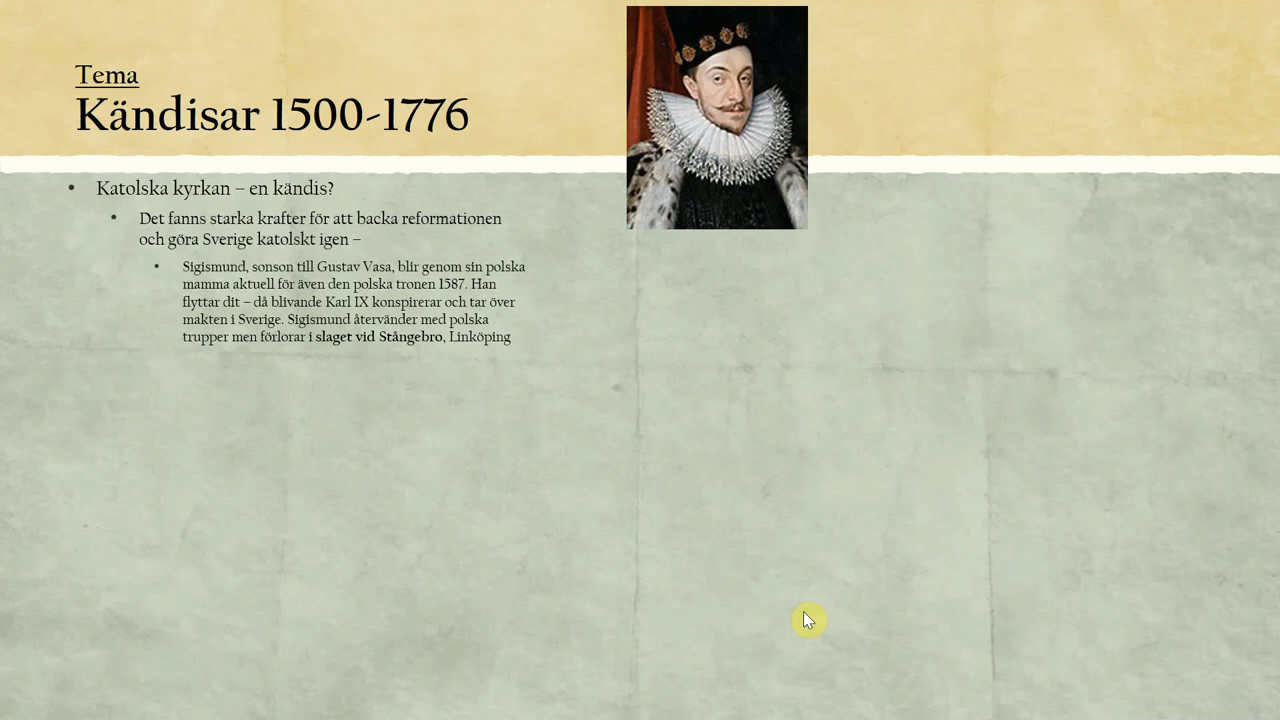 Tema
Kändisar 1500-1776
• Katolska kyrkan – en kändis?
• Det fanns starka krafter för att backa reformationen
och göra Sverige katolskt igen –
• Sigismund, sonson till Gustav Vasa, blir genom sin polska
mamma aktuell för även den polska tronen 1587. Han
flyttar dit – då blivande Karl IX konspirerar och tar över
makten i Sverige. Sigismund återvänder med polska
trupper men förlorar i slaget vid Stångebro, Linköping